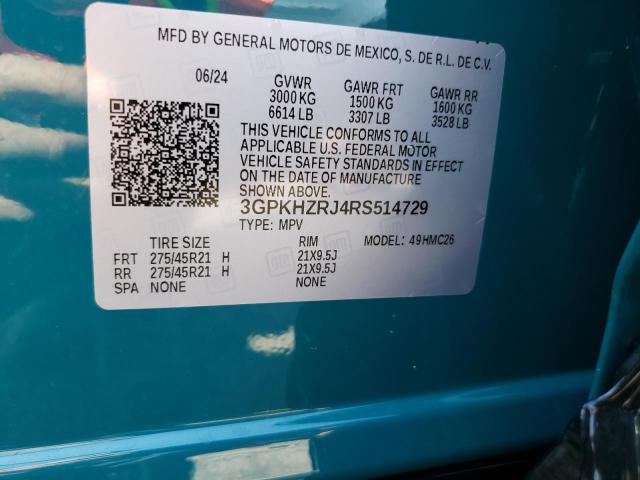 MFD BY GENERAL MOTORS DE MEXICO, S. DE R.L. DE C.V.
06/24 GVWR GAWR FRT GAWR RR
3000 KG 1500 KG 1600 KG
6614 LB 3307 LB 3528 LB
THIS VEHICLE CONFORMS TO ALL
APPLICABLE U.S. FEDERAL MOTOR
VEHICLE SAFETY STANDARDS IN EFFECT
ON THE DATE OF MANUFACTURE
SHOWN ABOVE.
3GPKHZRJ4RS514729
TYPE: MPV MODEL: 49HMC26
TIRE SIZE RIM
FRT 275/45R21 H 21X9.5J
RR 275/45R21 H 21X9.5J
SPA NONE NONE